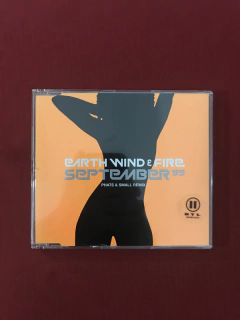 EARTH WIND & FIRE
SEPTEMBER 99
PHATS & SMALL REMIX
RTL